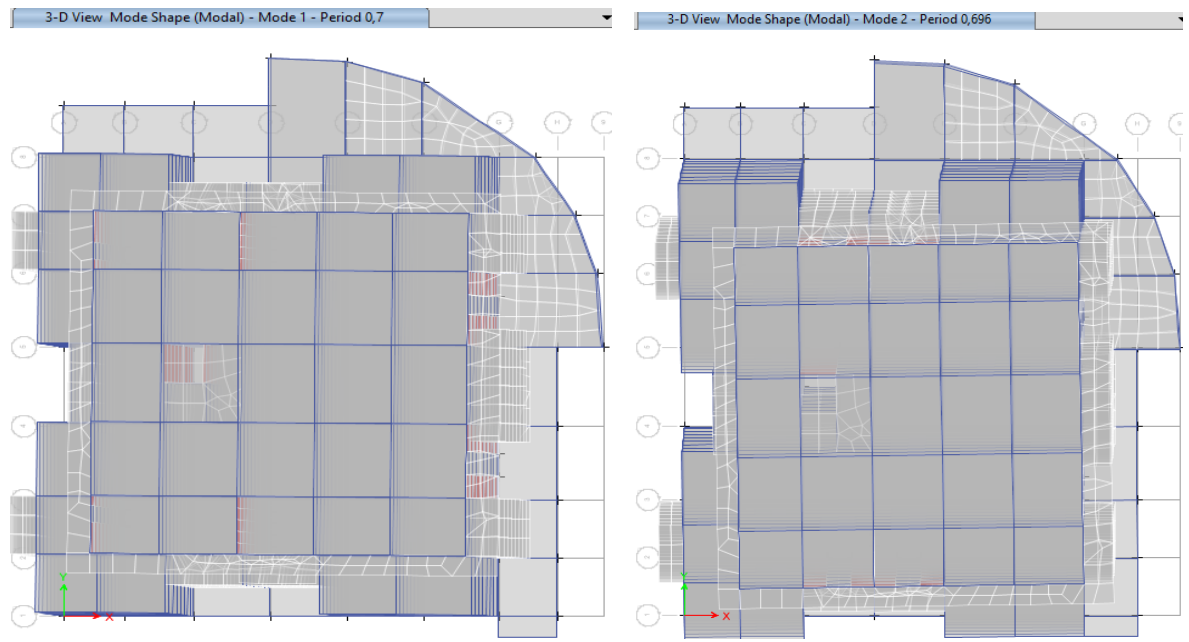 3-D View Mode Shape (Modal) - Mode 1 - Period 0,7
3-D View Mode Shape (Modal) - Mode 2 - Period 0,696
G H
G H
Y
X
Y
X